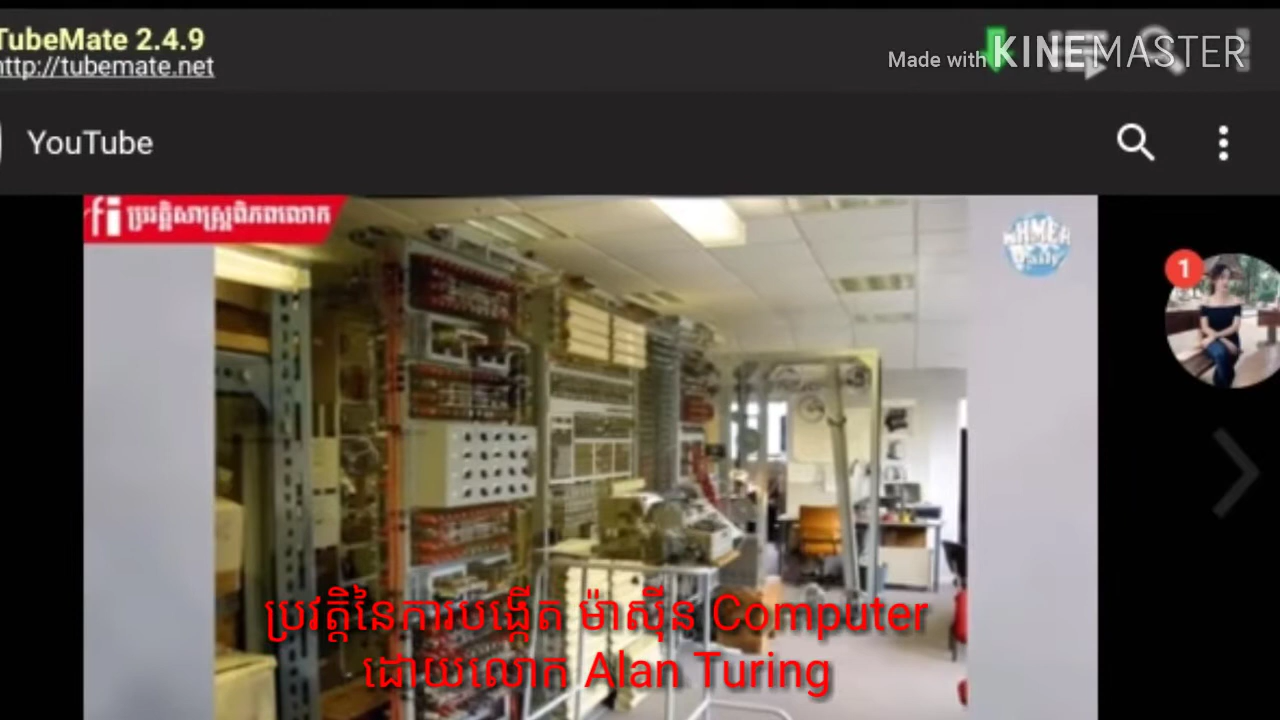 TubeMate 2.4.9
http://tubemate.net
Made with KINEMASTER
YouTube
rfi ប្រវត្តិសាស្ត្រពិភពលោក
1
ប្រវត្តិនៃការបង្កើត ម៉ាស៊ីន Computer
ដោយលោក Alan Turing